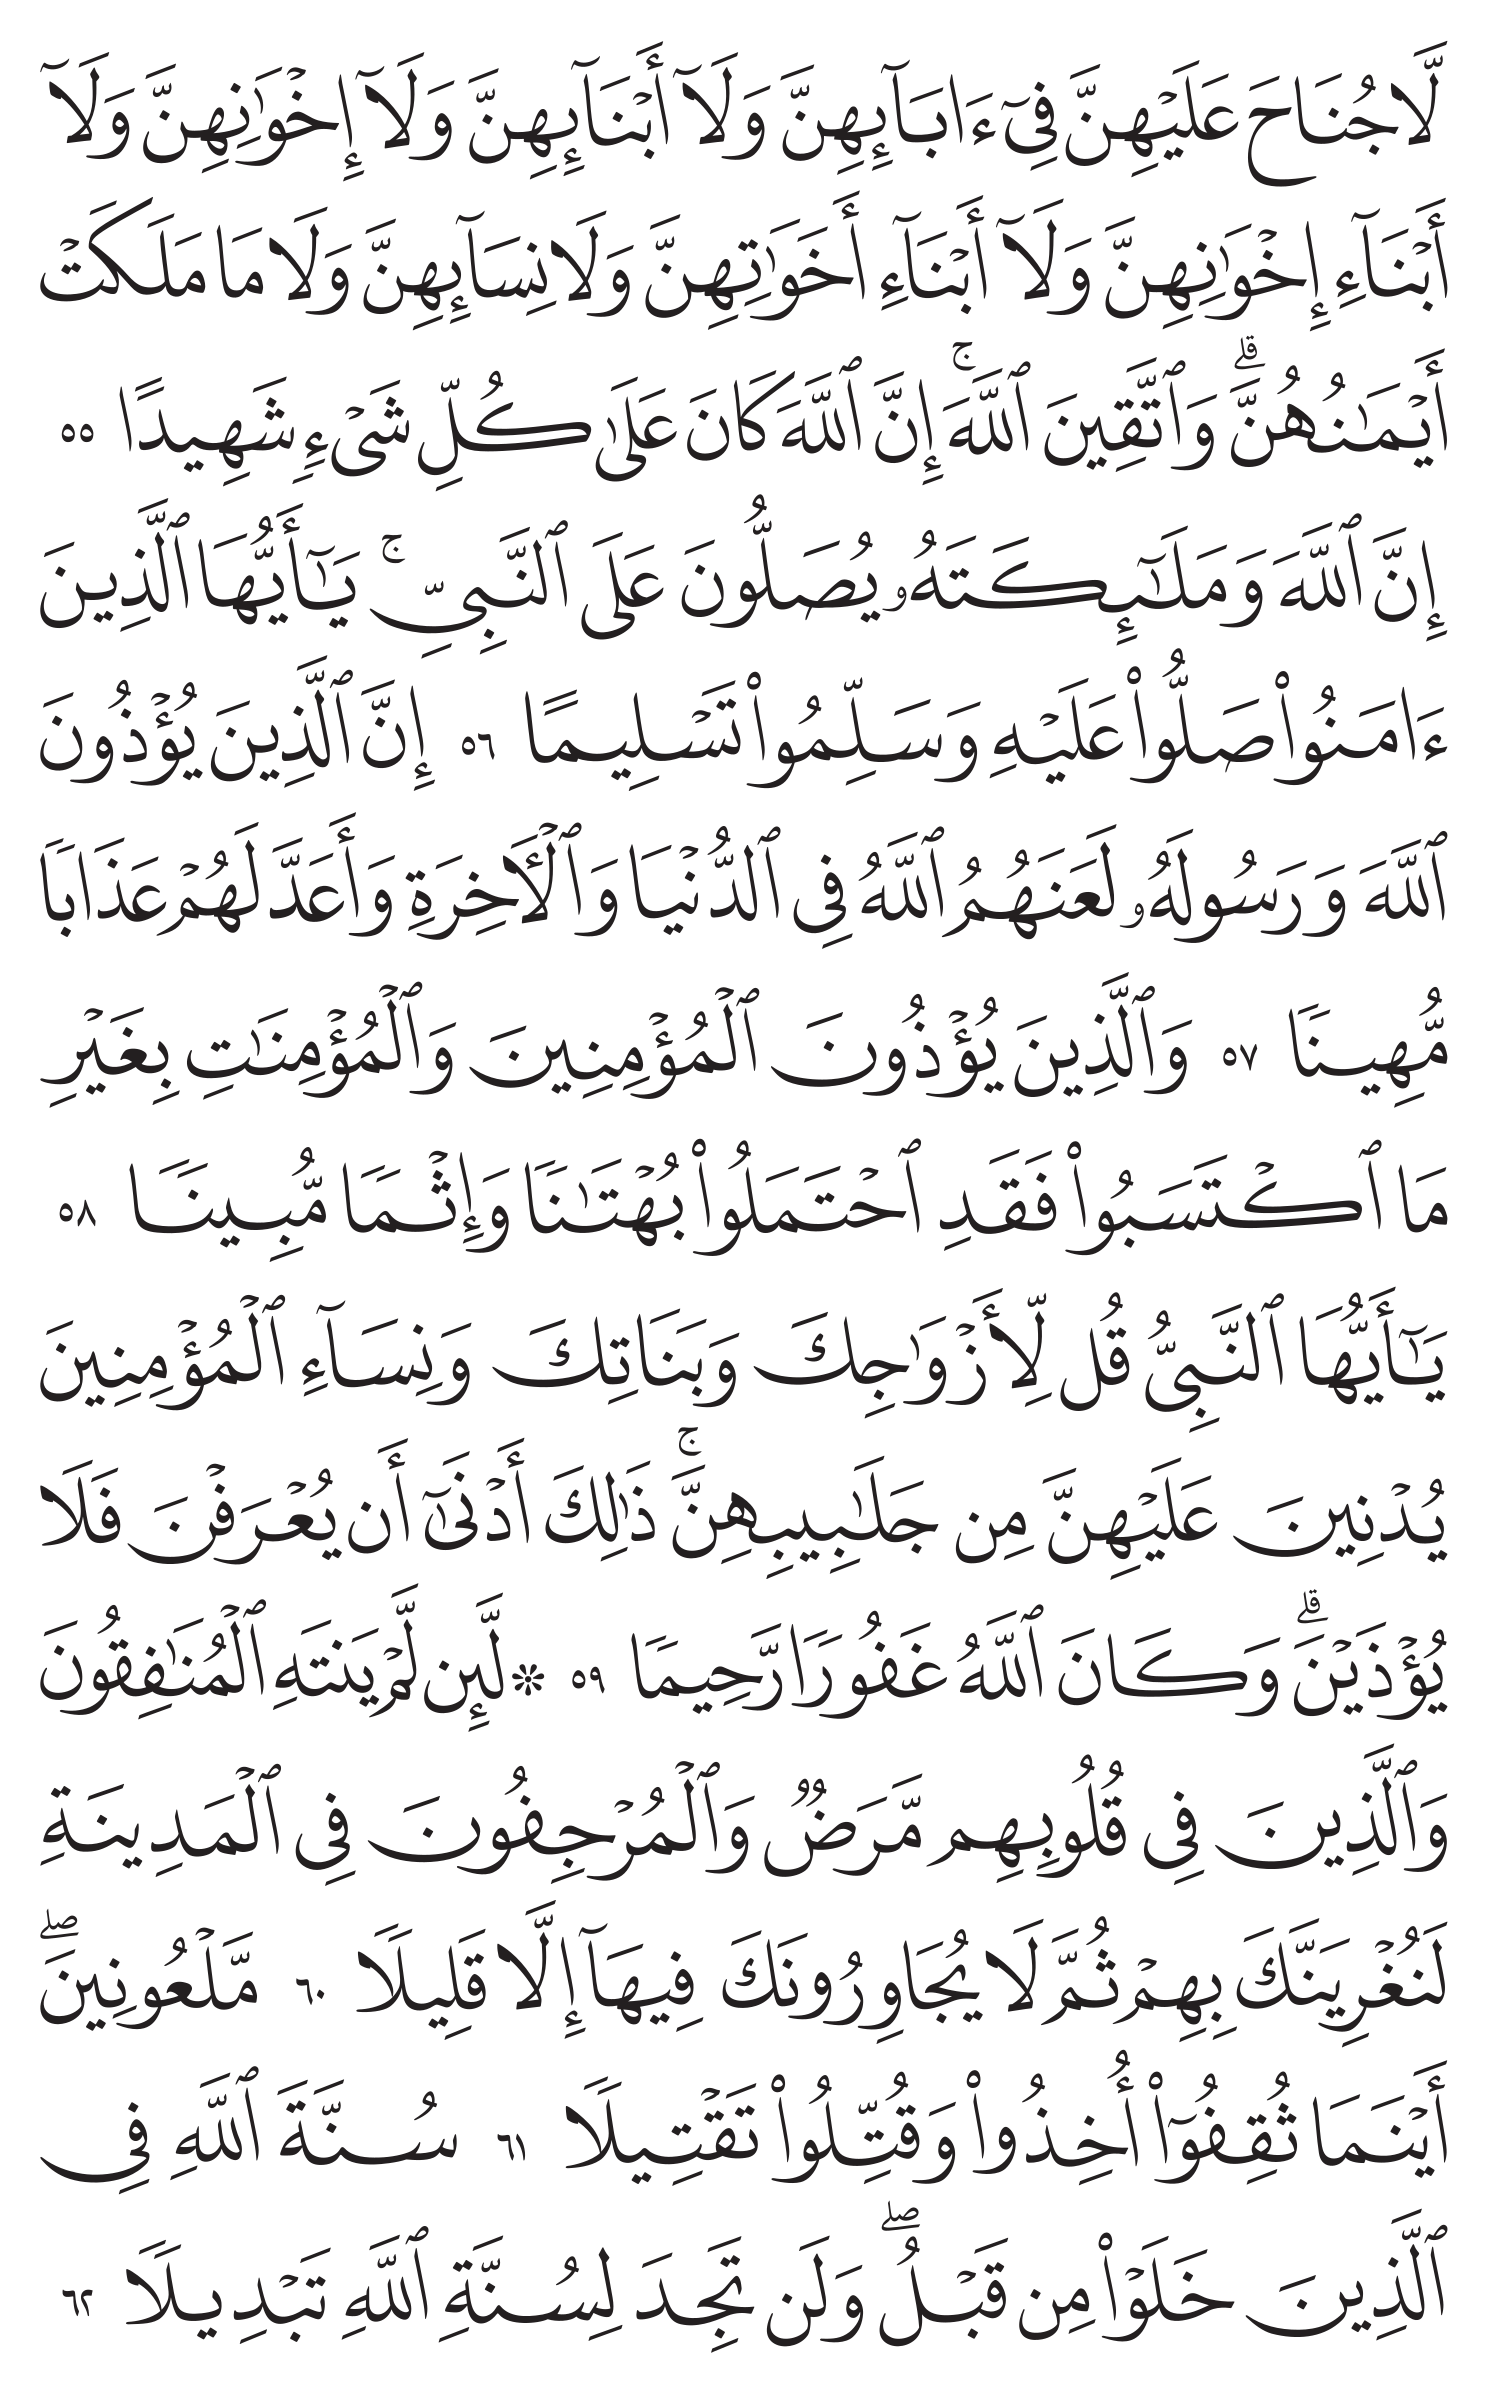 لَّا جُنَاحَ عَلَيۡهِنَّ فِيٓ ءَابَآئِهِنَّ وَلَآ أَبۡنَآئِهِنَّ وَلَآ إِخۡوَٰنِهِنَّ وَلَآ
أَبۡنَآءِ إِخۡوَٰنِهِنَّ وَلَآ أَبۡنَآءِ أَخَوَٰتِهِنَّ وَلَا نِسَآئِهِنَّ وَلَا مَا مَلَكَتۡ
أَيۡمَٰنُهُنَّۗ وَٱتَّقِينَ ٱللَّهَۚ إِنَّ ٱللَّهَ كَانَ عَلَىٰ كُلِّ شَيۡءٖ شَهِيدًا ٥٥
إِنَّ ٱللَّهَ وَمَلَٰٓئِكَتَهُۥ يُصَلُّونَ عَلَى ٱلنَّبِيِّۚ يَٰٓأَيُّهَا ٱلَّذِينَ
ءَامَنُواْ صَلُّواْ عَلَيۡهِ وَسَلِّمُواْ تَسۡلِيمًا ٥٦ إِنَّ ٱلَّذِينَ يُؤۡذُونَ
ٱللَّهَ وَرَسُولَهُۥ لَعَنَهُمُ ٱللَّهُ فِي ٱلدُّنۡيَا وَٱلۡأٓخِرَةِ وَأَعَدَّ لَهُمۡ عَذَابٗا
مُّهِينٗا ٥٧ وَٱلَّذِينَ يُؤۡذُونَ ٱلۡمُؤۡمِنِينَ وَٱلۡمُؤۡمِنَٰتِ بِغَيۡرِ
مَا ٱكۡتَسَبُواْ فَقَدِ ٱحۡتَمَلُواْ بُهۡتَٰنٗا وَإِثۡمٗا مُّبِينٗا ٥٨
يَٰٓأَيُّهَا ٱلنَّبِيُّ قُل لِّأَزۡوَٰجِكَ وَبَنَاتِكَ وَنِسَآءِ ٱلۡمُؤۡمِنِينَ
يُدۡنِينَ عَلَيۡهِنَّ مِن جَلَٰبِيبِهِنَّۚ ذَٰلِكَ أَدۡنَىٰٓ أَن يُعۡرَفۡنَ فَلَا
يُؤۡذَيۡنَۗ وَكَانَ ٱللَّهُ غَفُورٗا رَّحِيمٗا ٥٩ ۞لَّئِن لَّمۡ يَنتَهِ ٱلۡمُنَٰفِقُونَ
وَٱلَّذِينَ فِي قُلُوبِهِم مَّرَضٞ وَٱلۡمُرۡجِفُونَ فِي ٱلۡمَدِينَةِ
لَنُغۡرِيَنَّكَ بِهِمۡ ثُمَّ لَا يُجَاوِرُونَكَ فِيهَآ إِلَّا قَلِيلٗا ٦٠ مَّلۡعُونِينَۖ
أَيۡنَمَا ثُقِفُوٓاْ أُخِذُواْ وَقُتِّلُواْ تَقۡتِيلٗا ٦١ سُنَّةَ ٱللَّهِ فِي
ٱلَّذِينَ خَلَوۡاْ مِن قَبۡلُۖ وَلَن تَجِدَ لِسُنَّةِ ٱللَّهِ تَبۡدِيلٗا ٦٢